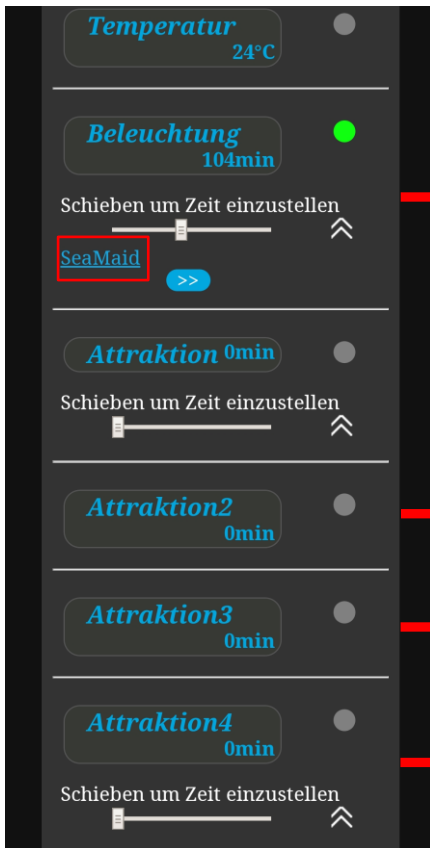 Temperatur
24°C
Beleuchtung
104min
Schieben um Zeit einzustellen
SeaMaid
>>
Attraktion 0min
Schieben um Zeit einzustellen
Attraktion2
0min
Attraktion3
0min
Attraktion4
0min
Schieben um Zeit einzustellen